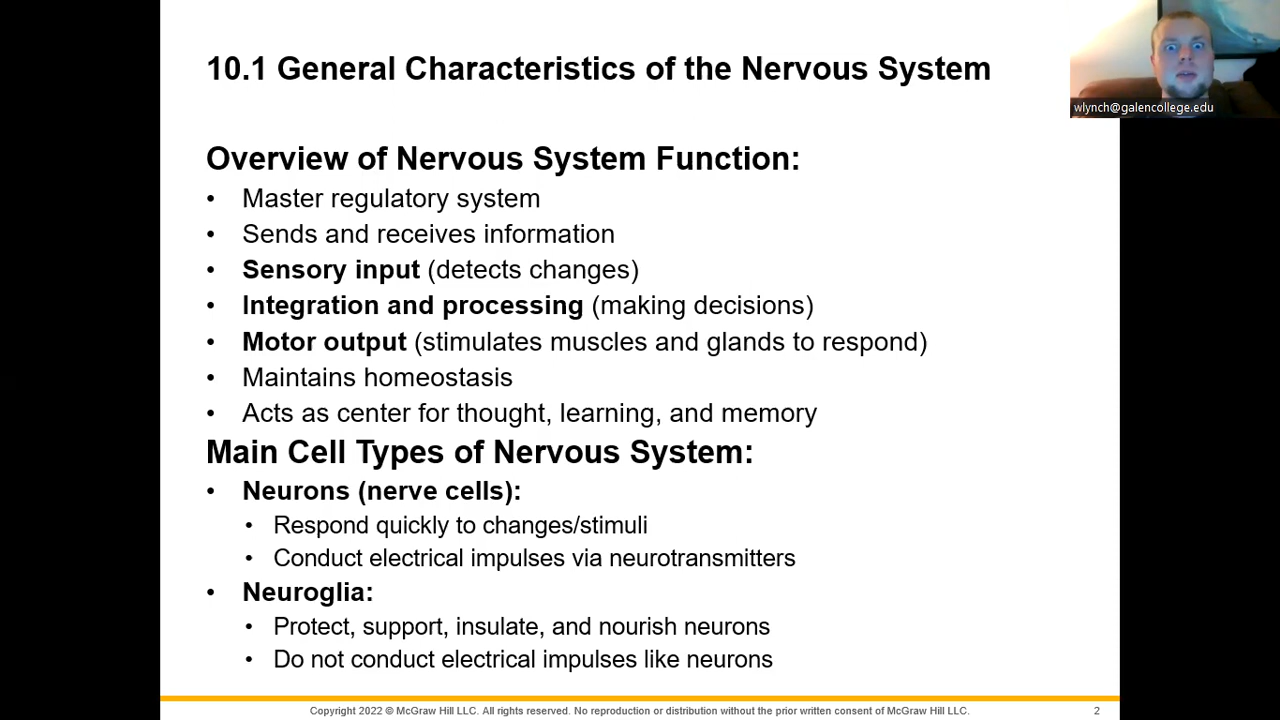 10.1 General Characteristics of the Nervous System
wlynch@galencollege.edu
Overview of Nervous System Function:
• Master regulatory system
• Sends and receives information
• Sensory input (detects changes)
• Integration and processing (making decisions)
• Motor output (stimulates muscles and glands to respond)
• Maintains homeostasis
• Acts as center for thought, learning, and memory
Main Cell Types of Nervous System:
• Neurons (nerve cells):
• Respond quickly to changes/stimuli
• Conduct electrical impulses via neurotransmitters
• Neuroglia:
• Protect, support, insulate, and nourish neurons
• Do not conduct electrical impulses like neurons
Copyright 2022 © McGraw Hill LLC. All rights reserved. No reproduction or distribution without the prior written consent of McGraw Hill LLC.
2